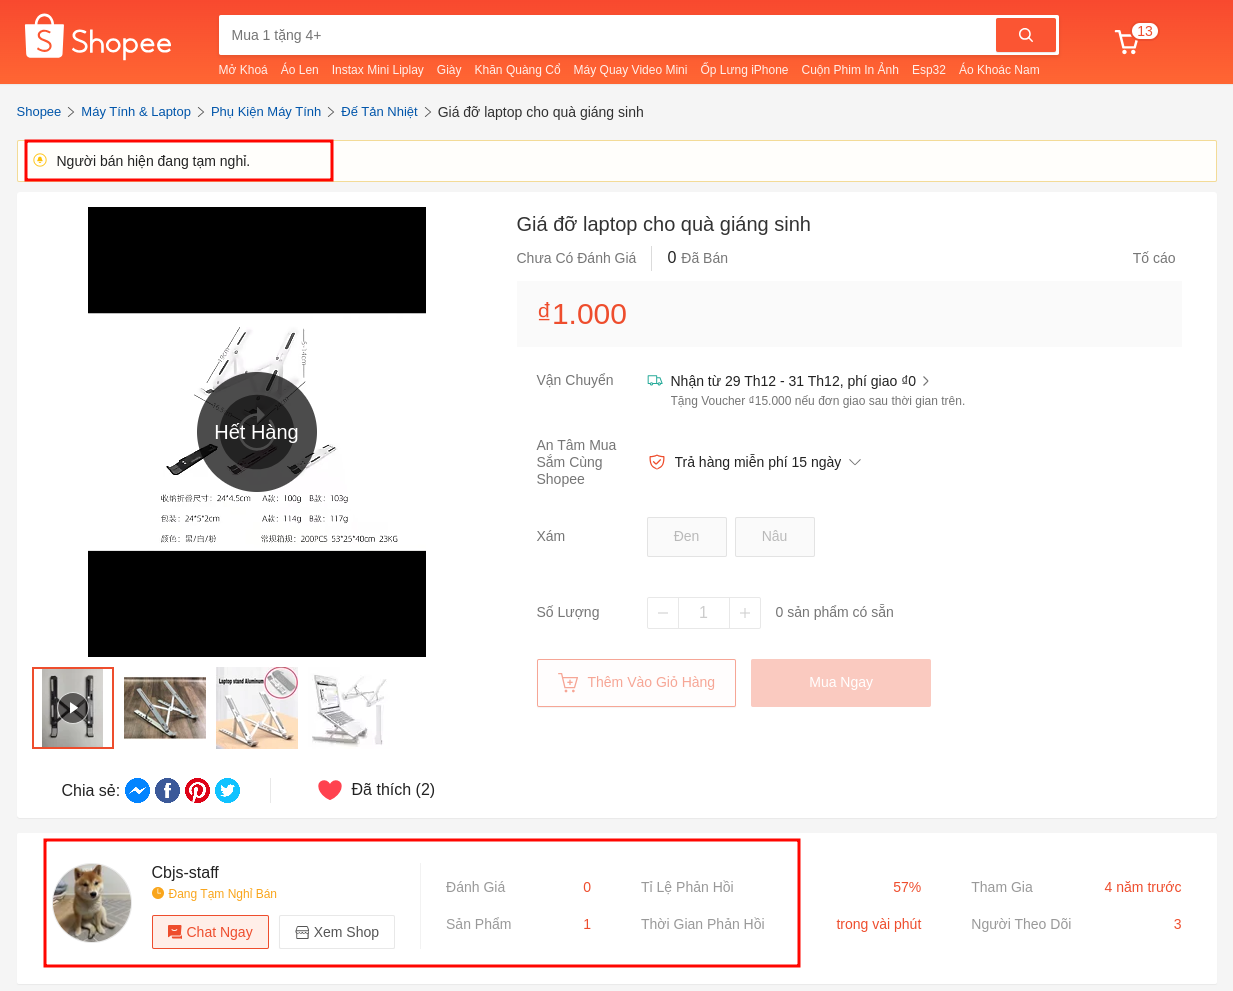 Shopee
Mua 1 tặng 4+
13
Mở Khoá Áo Len Instax Mini Liplay Giày Khăn Quàng Cổ Máy Quay Video Mini Ốp Lưng iPhone Cuộn Phim In Ảnh Esp32 Áo Khoác Nam
Shopee > Máy Tính & Laptop > Phụ Kiện Máy Tính > Đế Tản Nhiệt > Giá đỡ laptop cho quà giáng sinh
Người bán hiện đang tạm nghỉ.
Hết Hàng
收纳折叠尺寸：24*4.5cm A款：100g B款：103g
包装：24*5*2cm A款：114g B款：117g
颜色：黑/白/粉 常规箱规：200PCS 53*25*40cm 23KG
Laptop stand Aluminum
Chia sẻ:
Đã thích (2)
Giá đỡ laptop cho quà giáng sinh
Chưa Có Đánh Giá 0 Đã Bán Tố cáo
₫1.000
Vận Chuyển Nhận từ 29 Th12 - 31 Th12, phí giao ₫0
Tặng Voucher ₫15.000 nếu đơn giao sau thời gian trên.
An Tâm Mua
Sắm Cùng
Shopee
Trả hàng miễn phí 15 ngày
Xám Đen Nâu
Số Lượng 1 0 sản phẩm có sẵn
Thêm Vào Giỏ Hàng Mua Ngay
Cbjs-staff
Đang Tạm Nghỉ Bán
Chat Ngay Xem Shop
Đánh Giá 0 Tỉ Lệ Phản Hồi 57% Tham Gia 4 năm trước
Sản Phẩm 1 Thời Gian Phản Hồi trong vài phút Người Theo Dõi 3